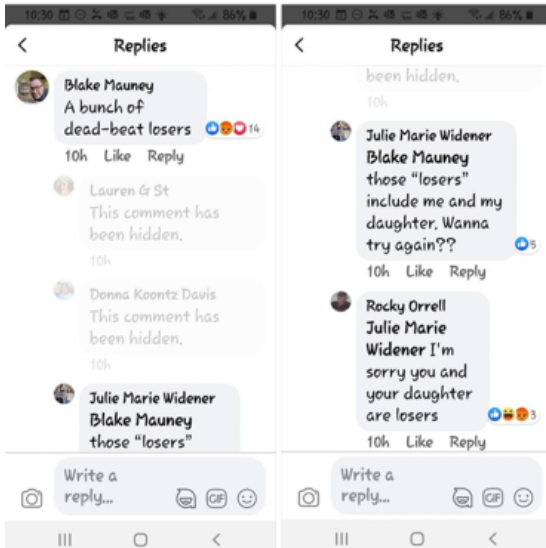 10:30
86%
Replies
Blake Mauney
A bunch of
dead-beat losers
14
10h Like Reply
Lauren G St
This comment has
been hidden.
10h
Donna Koontz Davis
This comment has
been hidden.
10h
Julie Marie Widener
Blake Mauney
those "losers"
Write a
reply...
GIF
10:30
86%
Replies
been hidden.
10h
Julie Marie Widener
Blake Mauney
those "losers"
include me and my
daughter. Wanna
try again??
5
10h Like Reply
Rocky Orrell
Julie Marie
Widener I'm
sorry you and
your daughter
are losers
3
10h Like Reply
Write a
reply...
GIF